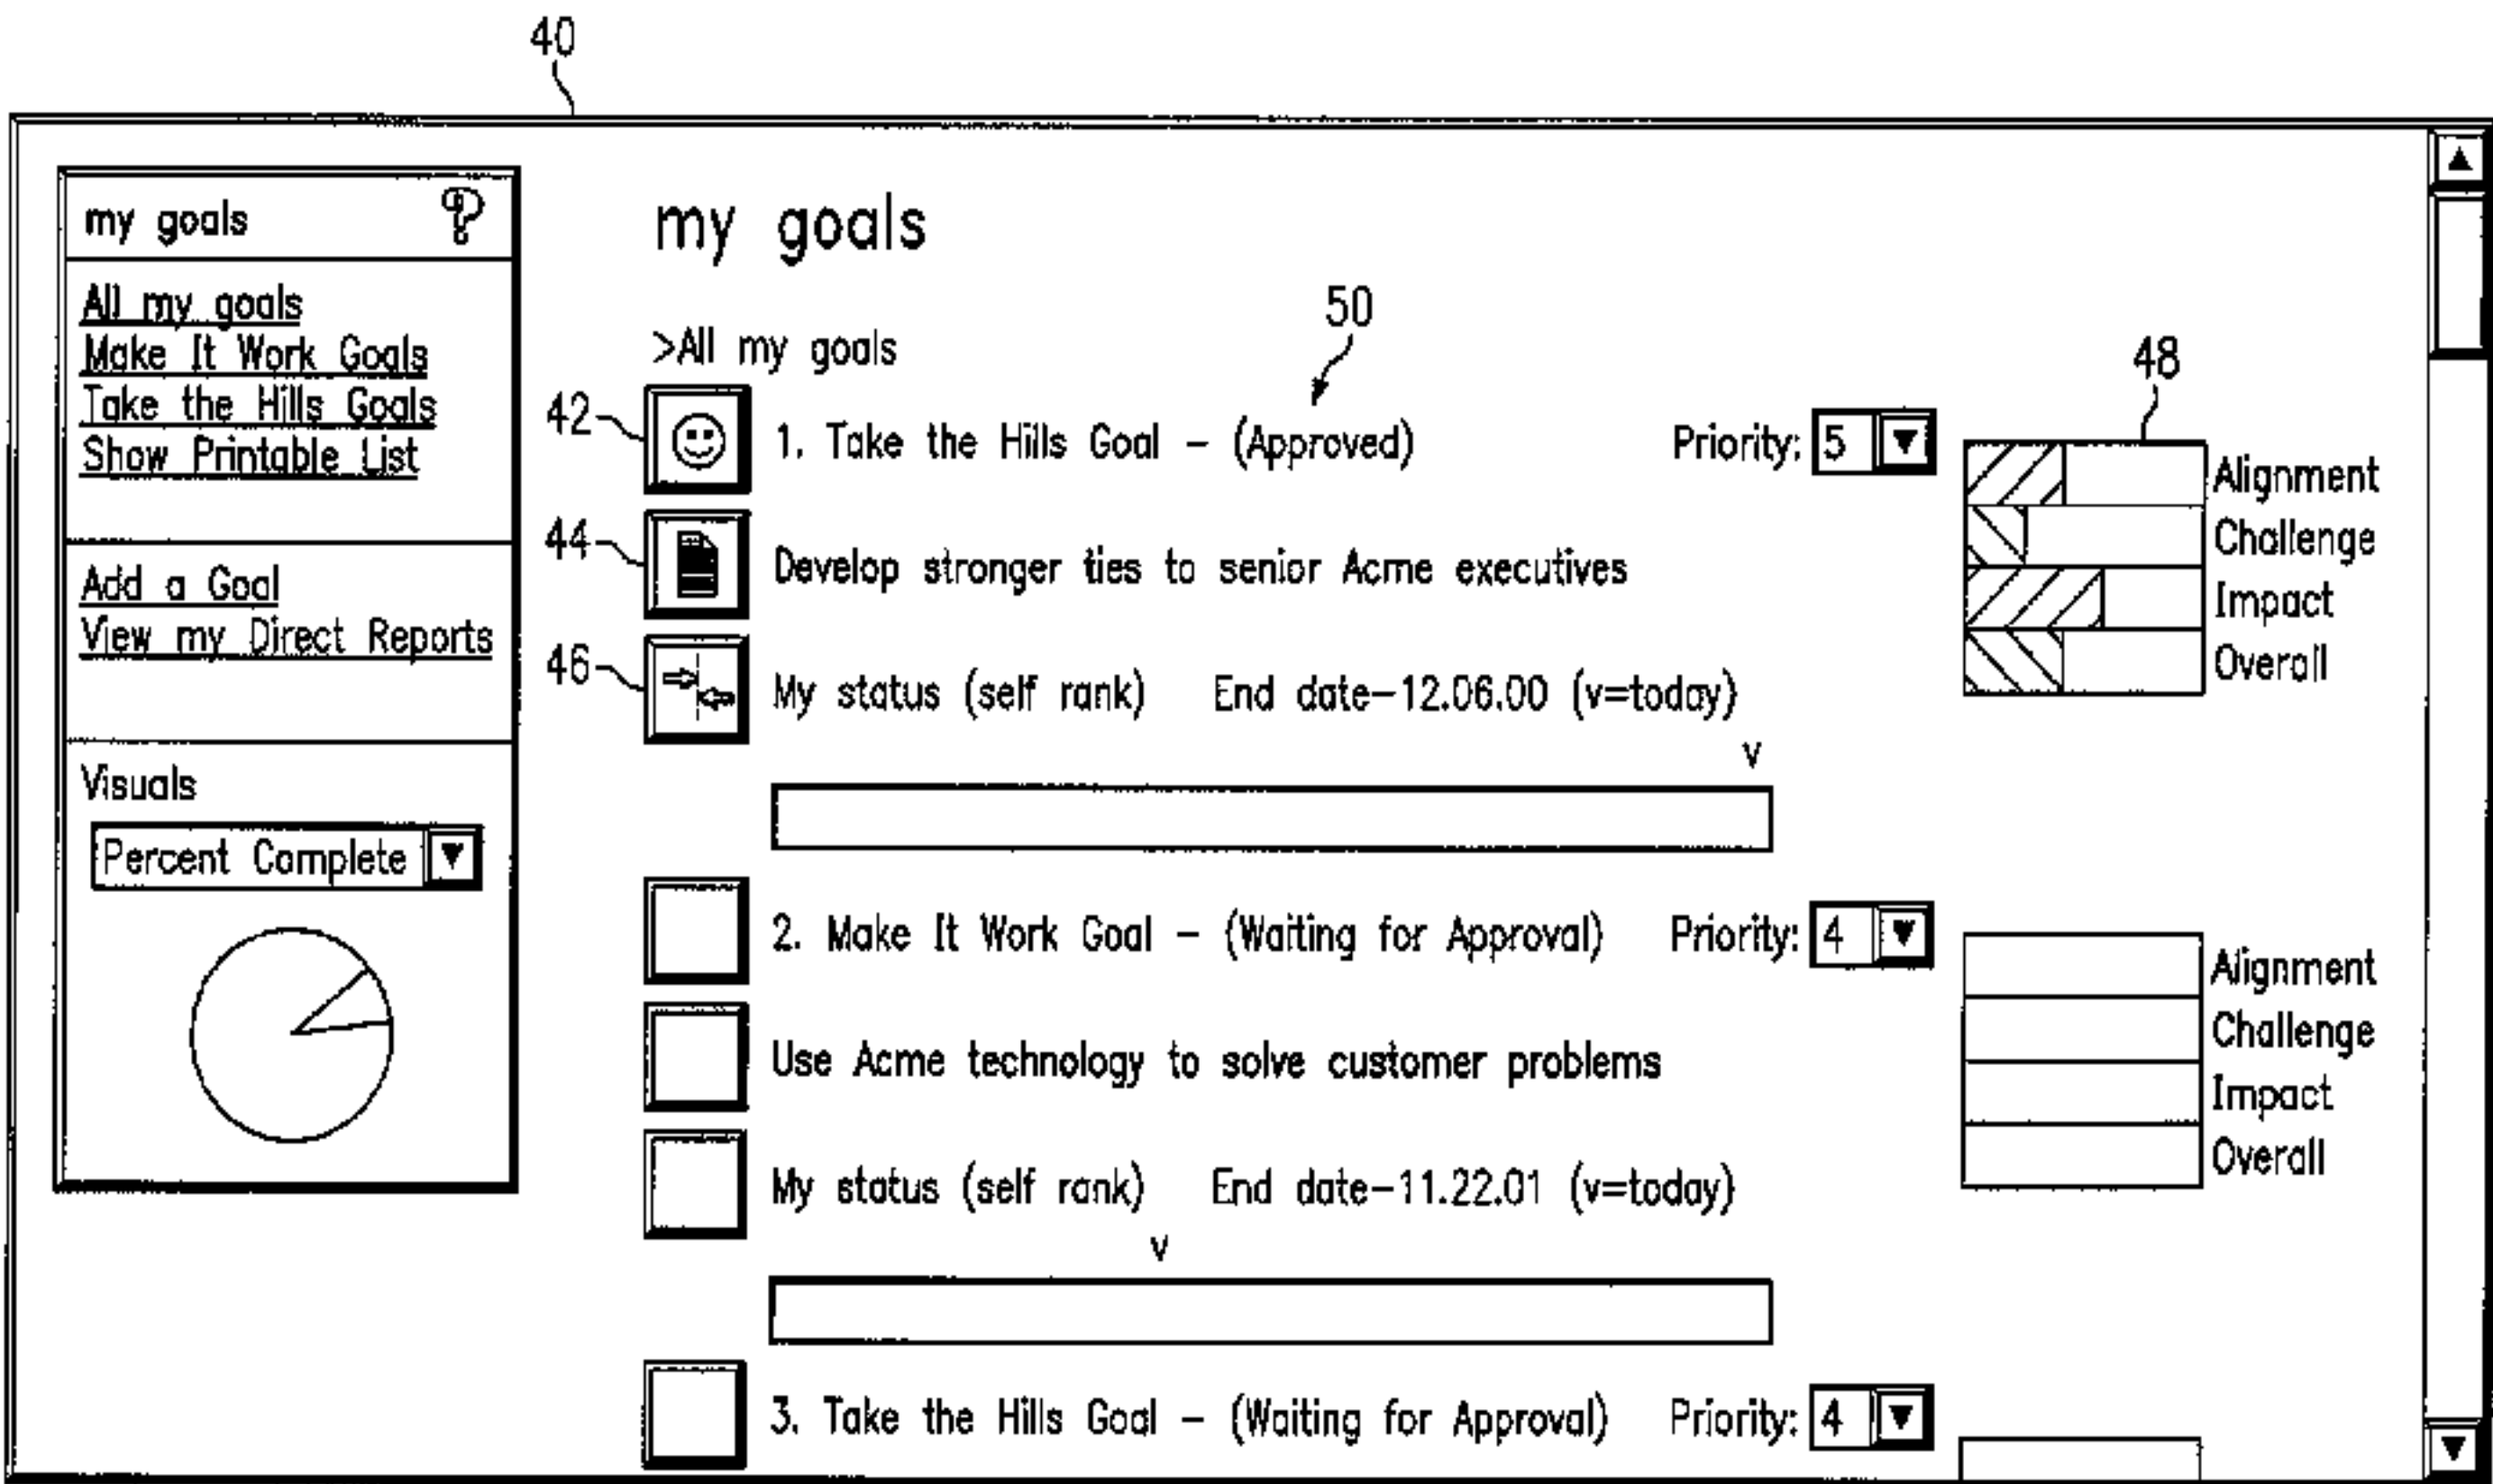 40
my goals ?
All my goals
Make It Work Goals
Take the Hills Goals
Show Printable List
Add a Goal
View my Direct Reports
Visuals
Percent Complete
my goals
>All my goals
50
42
1. Take the Hills Goal – (Approved) Priority: 5
48
Alignment
Challenge
Impact
Overall
44
Develop stronger ties to senior Acme executives
46
My status (self rank) End date–12.06.00 (v=today)
v
2. Make It Work Goal – (Waiting for Approval) Priority: 4
Alignment
Challenge
Impact
Overall
Use Acme technology to solve customer problems
My status (self rank) End date–11.22.01 (v=today)
v
3. Take the Hills Goal – (Waiting for Approval) Priority: 4